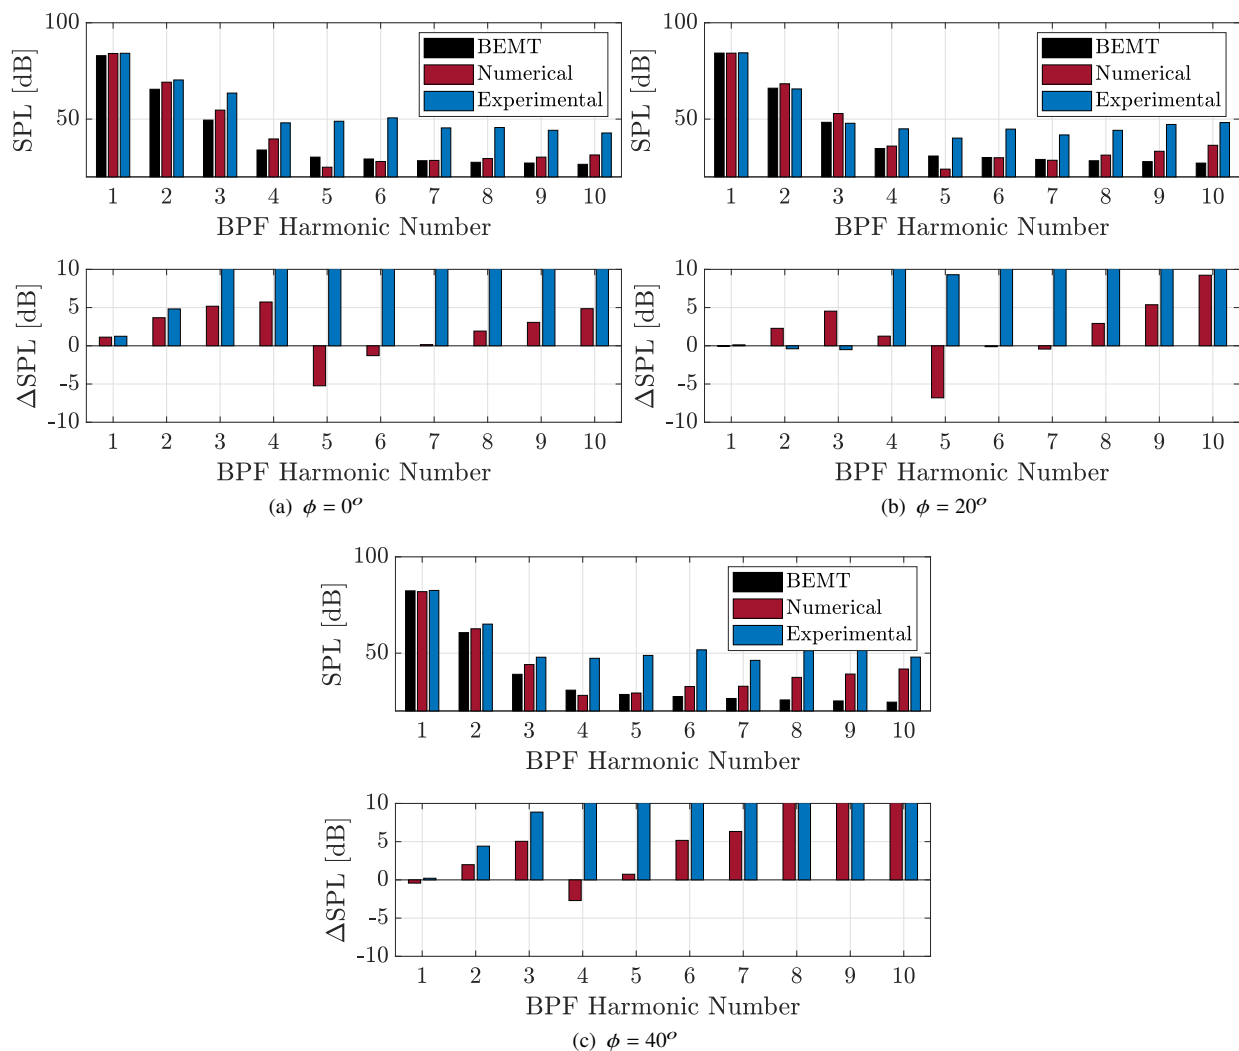 100
50
SPL [dB]
BEMT
Numerical
Experimental
1 2 3 4 5 6 7 8 9 10
BPF Harmonic Number
10
5
0
-5
-10
ΔSPL [dB]
1 2 3 4 5 6 7 8 9 10
BPF Harmonic Number
(a) ϕ = 0°
100
50
SPL [dB]
BEMT
Numerical
Experimental
1 2 3 4 5 6 7 8 9 10
BPF Harmonic Number
10
5
0
-5
-10
ΔSPL [dB]
1 2 3 4 5 6 7 8 9 10
BPF Harmonic Number
(b) ϕ = 20°
100
50
SPL [dB]
BEMT
Numerical
Experimental
1 2 3 4 5 6 7 8 9 10
BPF Harmonic Number
10
5
0
-5
-10
ΔSPL [dB]
1 2 3 4 5 6 7 8 9 10
BPF Harmonic Number
(c) ϕ = 40°